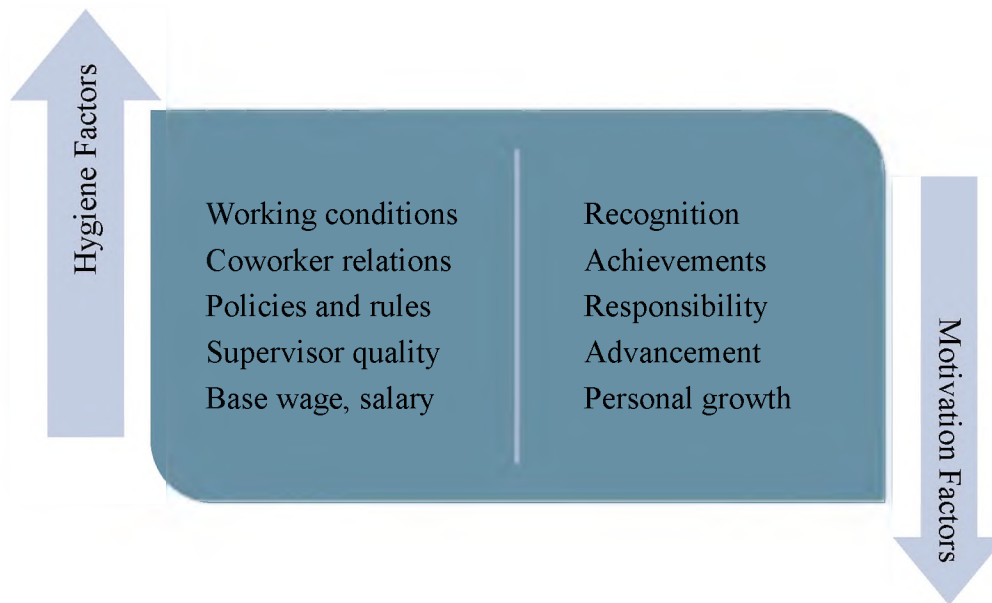 Hygiene Factors
Working conditions
Coworker relations
Policies and rules
Supervisor quality
Base wage, salary
Recognition
Achievements
Responsibility
Advancement
Personal growth
Motivation Factors